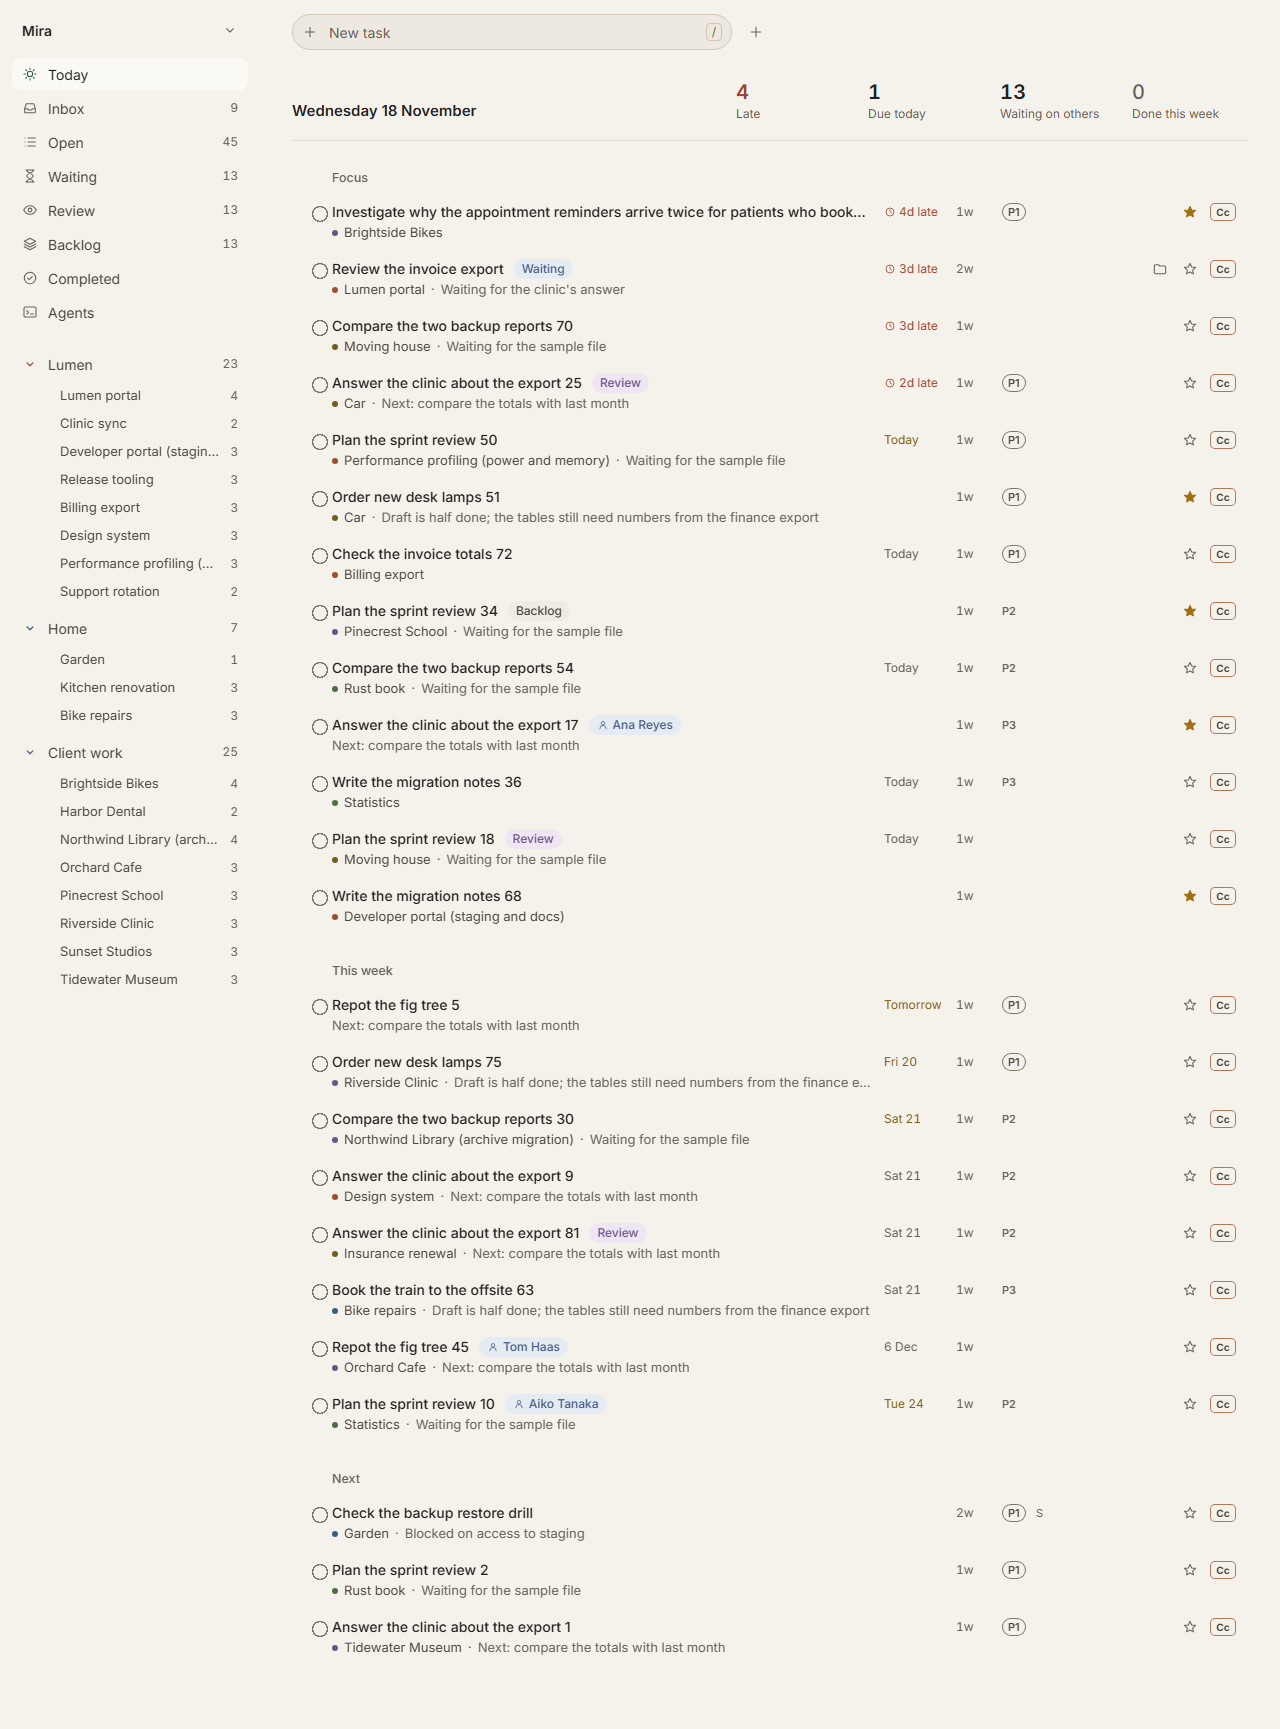 Mira
Today
Inbox 9
Open 45
Waiting 13
Review 13
Backlog 13
Completed
Agents
Lumen 23
Lumen portal 4
Clinic sync 2
Developer portal (stagin... 3
Release tooling 3
Billing export 3
Design system 3
Performance profiling (... 3
Support rotation 2
Home 7
Garden 1
Kitchen renovation 3
Bike repairs 3
Client work 25
Brightside Bikes 4
Harbor Dental 2
Northwind Library (arch... 4
Orchard Cafe 3
Pinecrest School 3
Riverside Clinic 3
Sunset Studios 3
Tidewater Museum 3
New task /
Wednesday 18 November
4 Late
1 Due today
13 Waiting on others
0 Done this week
Focus
Investigate why the appointment reminders arrive twice for patients who book... 4d late 1w P1 Cc
Brightside Bikes
Review the invoice export Waiting 3d late 2w Cc
Lumen portal · Waiting for the clinic's answer
Compare the two backup reports 70 3d late 1w Cc
Moving house · Waiting for the sample file
Answer the clinic about the export 25 Review 2d late 1w P1 Cc
Car · Next: compare the totals with last month
Plan the sprint review 50 Today 1w P1 Cc
Performance profiling (power and memory) · Waiting for the sample file
Order new desk lamps 51 1w P1 Cc
Car · Draft is half done; the tables still need numbers from the finance export
Check the invoice totals 72 Today 1w P1 Cc
Billing export
Plan the sprint review 34 Backlog 1w P2 Cc
Pinecrest School · Waiting for the sample file
Compare the two backup reports 54 Today 1w P2 Cc
Rust book · Waiting for the sample file
Answer the clinic about the export 17 Ana Reyes 1w P3 Cc
Next: compare the totals with last month
Write the migration notes 36 Today 1w P3 Cc
Statistics
Plan the sprint review 18 Review Today 1w Cc
Moving house · Waiting for the sample file
Write the migration notes 68 1w Cc
Developer portal (staging and docs)
This week
Repot the fig tree 5 Tomorrow 1w P1 Cc
Next: compare the totals with last month
Order new desk lamps 75 Fri 20 1w P1 Cc
Riverside Clinic · Draft is half done; the tables still need numbers from the finance e...
Compare the two backup reports 30 Sat 21 1w P2 Cc
Northwind Library (archive migration) · Waiting for the sample file
Answer the clinic about the export 9 Sat 21 1w P2 Cc
Design system · Next: compare the totals with last month
Answer the clinic about the export 81 Review Sat 21 1w P2 Cc
Insurance renewal · Next: compare the totals with last month
Book the train to the offsite 63 Sat 21 1w P3 Cc
Bike repairs · Draft is half done; the tables still need numbers from the finance export
Repot the fig tree 45 Tom Haas 6 Dec 1w Cc
Orchard Cafe · Next: compare the totals with last month
Plan the sprint review 10 Aiko Tanaka Tue 24 1w P2 Cc
Statistics · Waiting for the sample file
Next
Check the backup restore drill 2w P1 S Cc
Garden · Blocked on access to staging
Plan the sprint review 2 1w P1 Cc
Rust book · Waiting for the sample file
Answer the clinic about the export 1 1w P1 Cc
Tidewater Museum · Next: compare the totals with last month